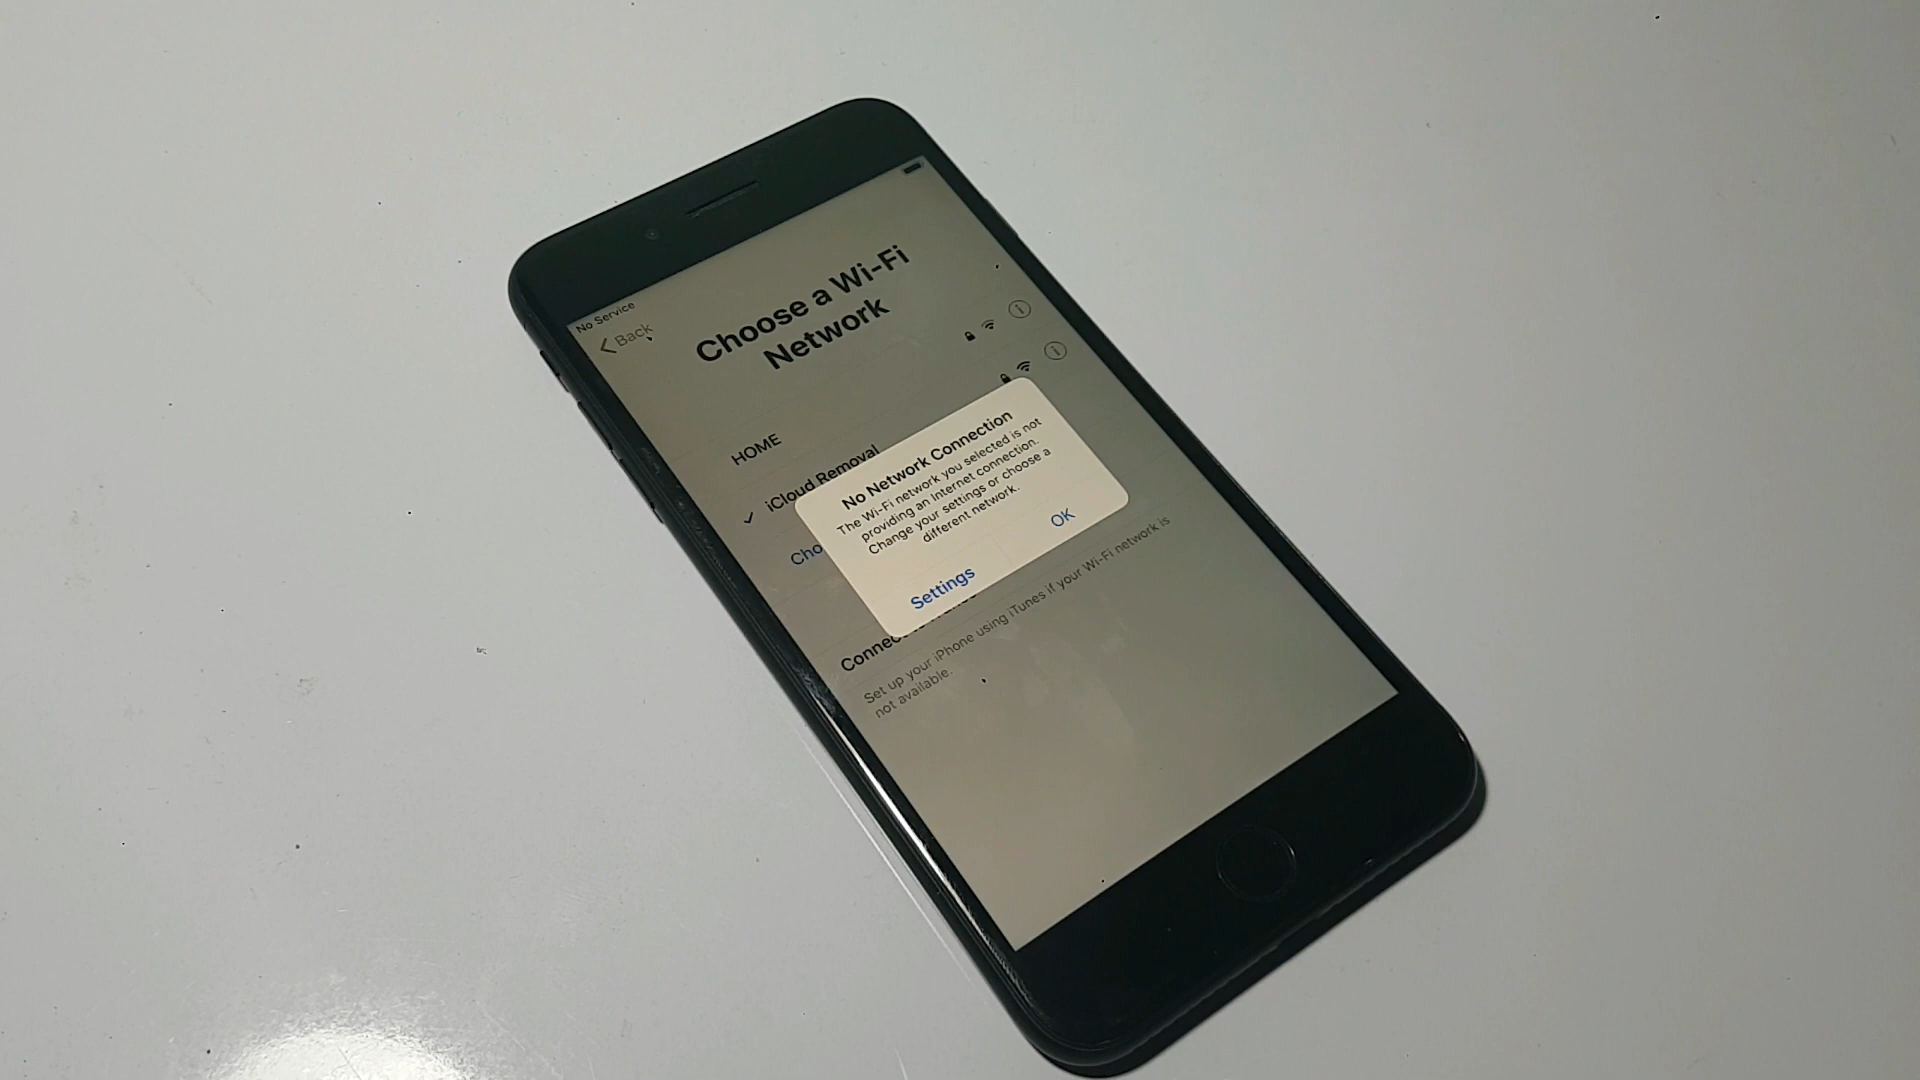 No Service
Back
Choose a Wi-Fi
Network
HOME
iCloud Removal
Cho
No Network Connection
The Wi-Fi network you selected is not
providing an Internet connection.
Change your settings or choose a
different network.
Settings
OK
Connect
Set up your iPhone using iTunes if your Wi-Fi network is
not available.